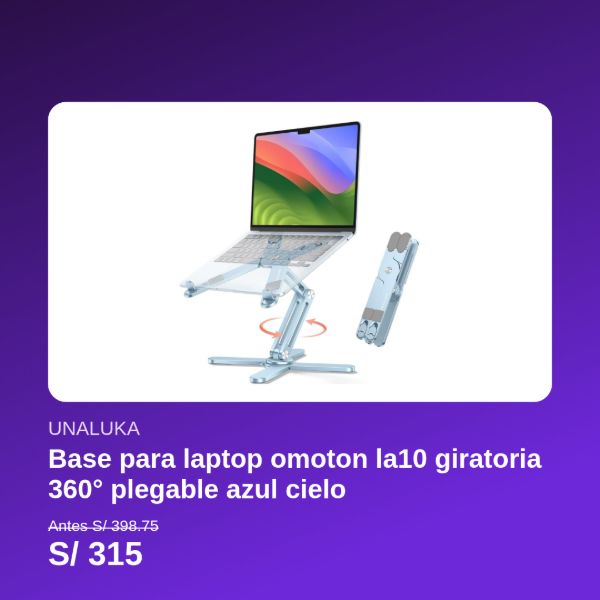 UNALUKA
Base para laptop omoton la10 giratoria
360° plegable azul cielo
Antes S/ 398.75
S/ 315